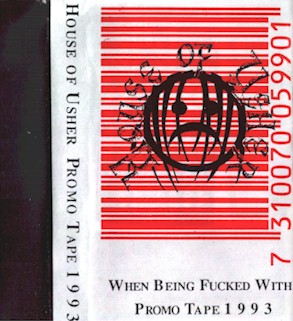 HOUSE OF USHER PROMO TAPE 1993
House of Usher
7 310070 059901
WHEN BEING FUCKED WITH
PROMO TAPE 1993